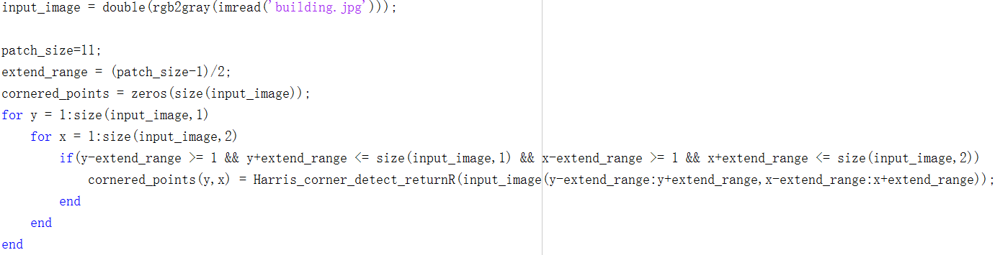 input_image = double(rgb2gray(imread('building.jpg')));
patch_size=11;
extend_range = (patch_size-1)/2;
cornered_points = zeros(size(input_image));
for y = 1:size(input_image,1)
for x = 1:size(input_image,2)
if(y-extend_range >= 1 && y+extend_range <= size(input_image,1) && x-extend_range >= 1 && x+extend_range <= size(input_image,2))
cornered_points(y,x) = Harris_corner_detect_returnR(input_image(y-extend_range:y+extend_range,x-extend_range:x+extend_range));
end
end
end